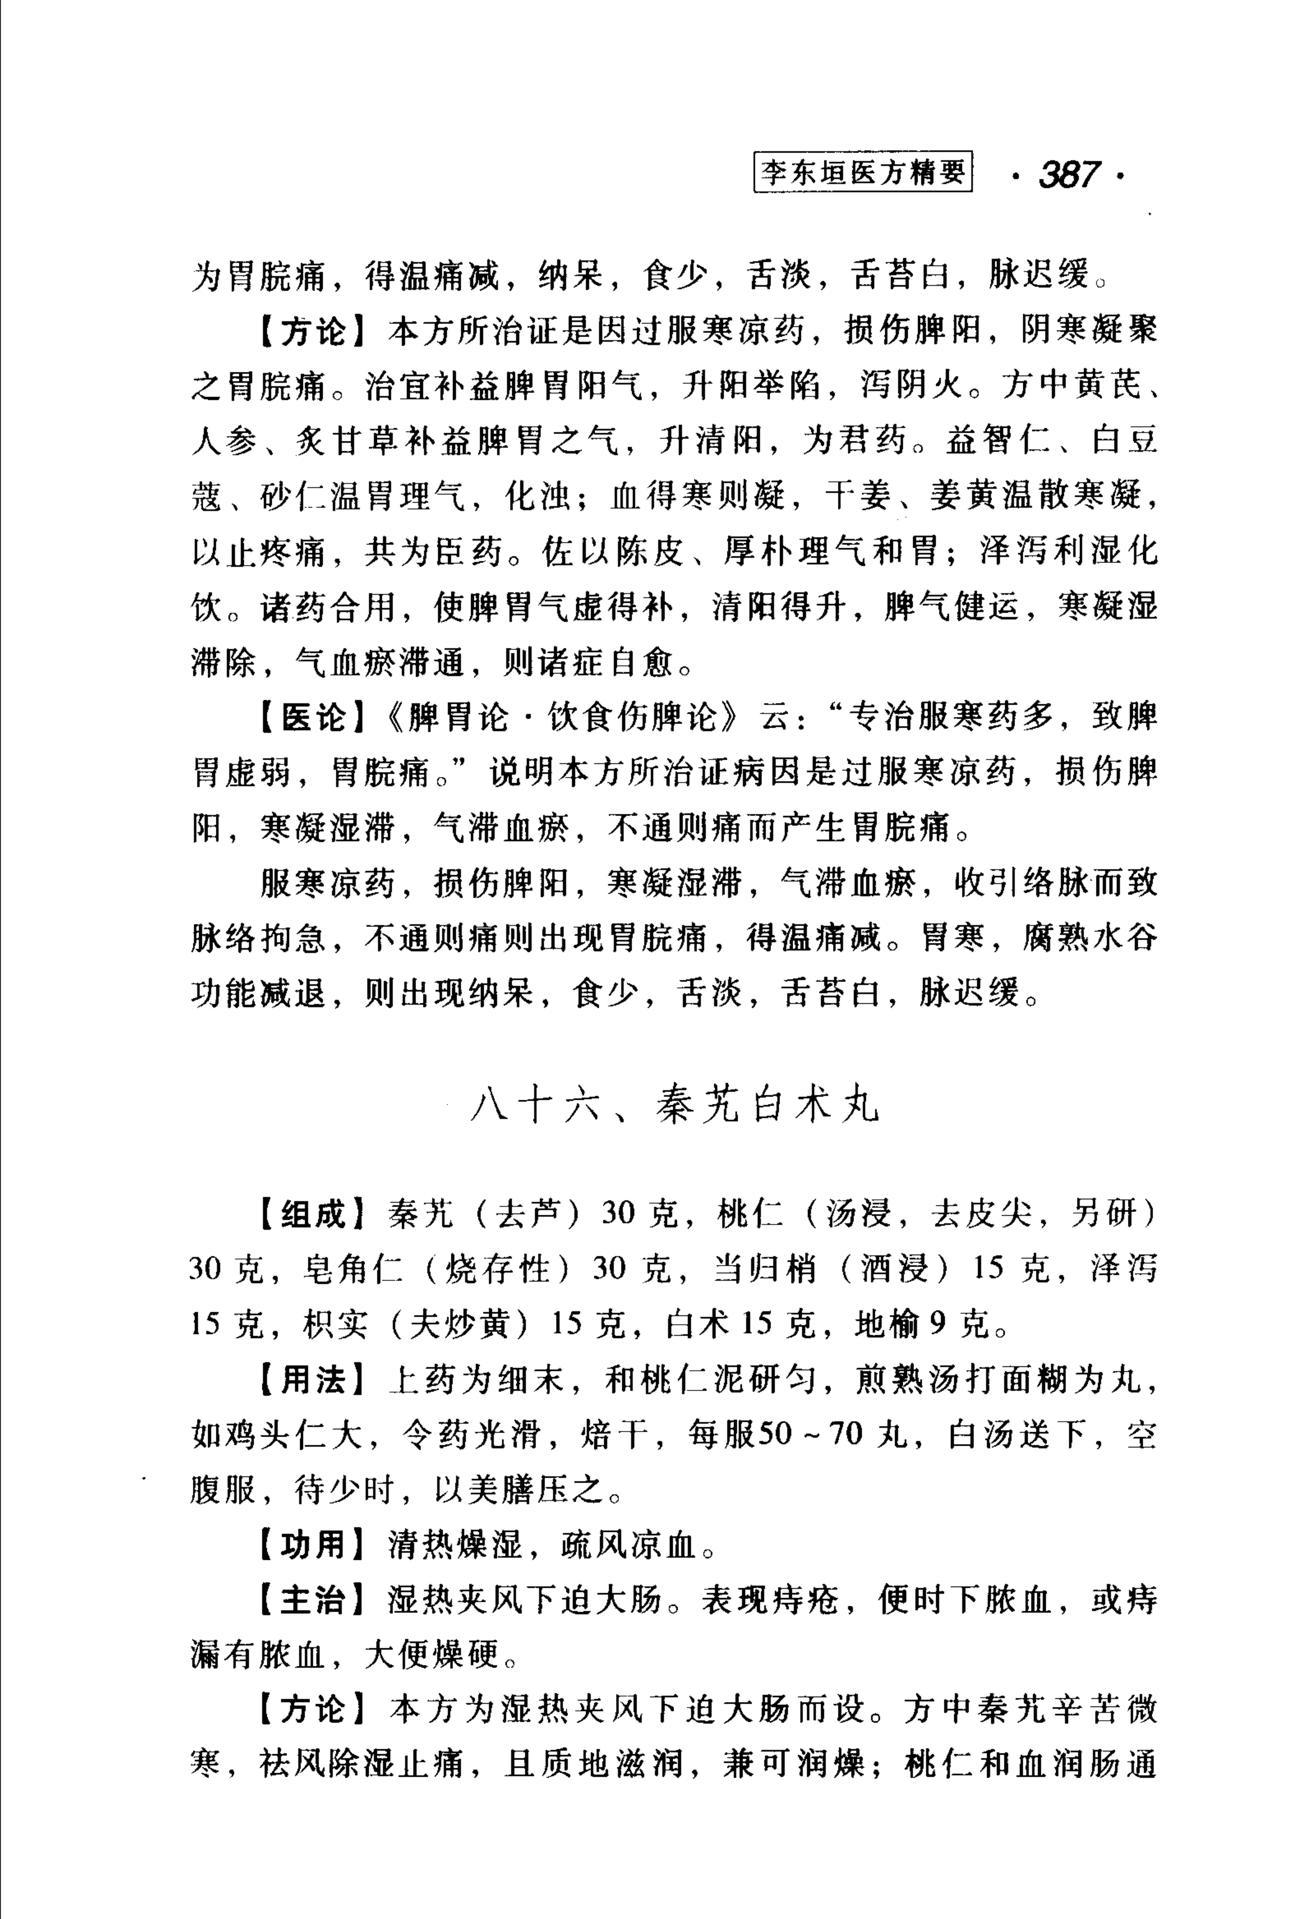 李东垣医方精要 ·387·
为胃脘痛，得温痛减，纳呆，食少，舌淡，舌苔白，脉迟缓。
【方论】本方所治证是因过服寒凉药，损伤脾阳，阴寒凝聚
之胃脘痛。治宜补益脾胃阳气，升阳举陷，泻阴火。方中黄芪、
人参、炙甘草补益脾胃之气，升清阳，为君药。益智仁、白豆
蔻、砂仁温胃理气，化浊；血得寒则凝，干姜、姜黄温散寒凝，
以止疼痛，共为臣药。佐以陈皮、厚朴理气和胃；泽泻利湿化
饮。诸药合用，使脾胃气虚得补，清阳得升，脾气健运，寒凝湿
滞除，气血瘀滞通，则诸症自愈。
【医论】《脾胃论·饮食伤脾论》云：“专治服寒药多，致脾
胃虚弱，胃脘痛。”说明本方所治证病因是过服寒凉药，损伤脾
阳，寒凝湿滞，气滞血瘀，不通则痛而产生胃脘痛。
服寒凉药，损伤脾阳，寒凝湿滞，气滞血瘀，收引络脉而致
脉络拘急，不通则痛则出现胃脘痛，得温痛减。胃寒，腐熟水谷
功能减退，则出现纳呆，食少，舌淡，舌苔白，脉迟缓。
八十六、秦艽白术丸
【组成】秦艽（去芦）30克，桃仁（汤浸，去皮尖，另研）
30克，皂角仁（烧存性）30克，当归梢（酒浸）15克，泽泻
15克，枳实（夫炒黄）15克，白术15克，地榆9克。
【用法】上药为细末，和桃仁泥研匀，煎熟汤打面糊为丸，
如鸡头仁大，令药光滑，焙干，每服50～70丸，白汤送下，空
腹服，待少时，以美膳压之。
【功用】清热燥湿，疏风凉血。
【主治】湿热夹风下迫大肠。表现痔疮，便时下脓血，或痔
漏有脓血，大便燥硬。
【方论】本方为湿热夹风下迫大肠而设。方中秦艽辛苦微
寒，祛风除湿止痛，且质地滋润，兼可润燥；桃仁和血润肠通